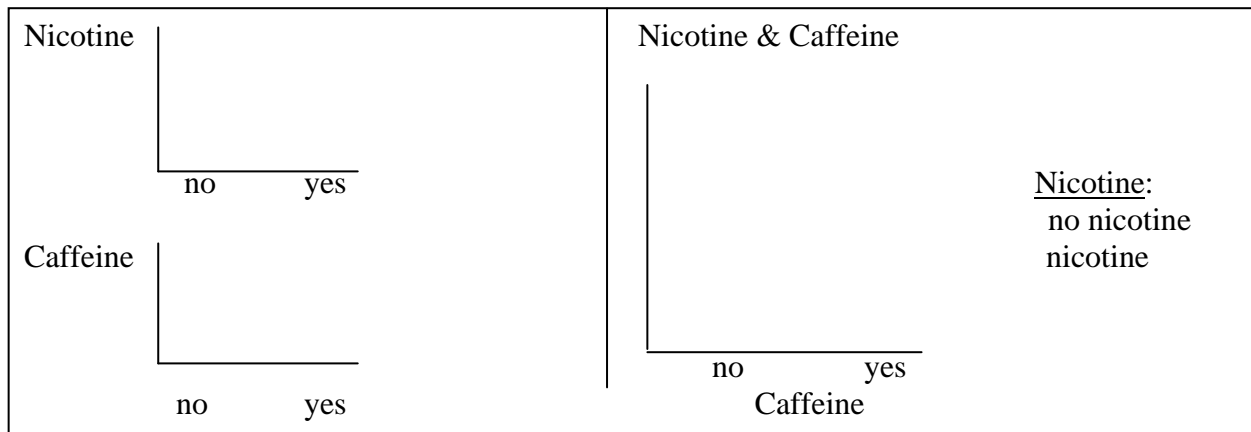 Nicotine
no yes
Caffeine
no yes
Nicotine & Caffeine
Nicotine:
no nicotine
nicotine
no yes
Caffeine